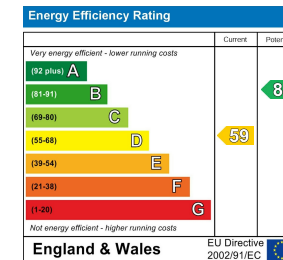 Energy Efficiency Rating
Current
Very energy efficient - lower running costs
(92 plus) A
(81-91) B
8
(69-80) C
(55-68) D
59
(39-54) E
(21-38) F
(1-20) G
Not energy efficient - higher running costs
England & Wales
EU Directive
2002/91/EC